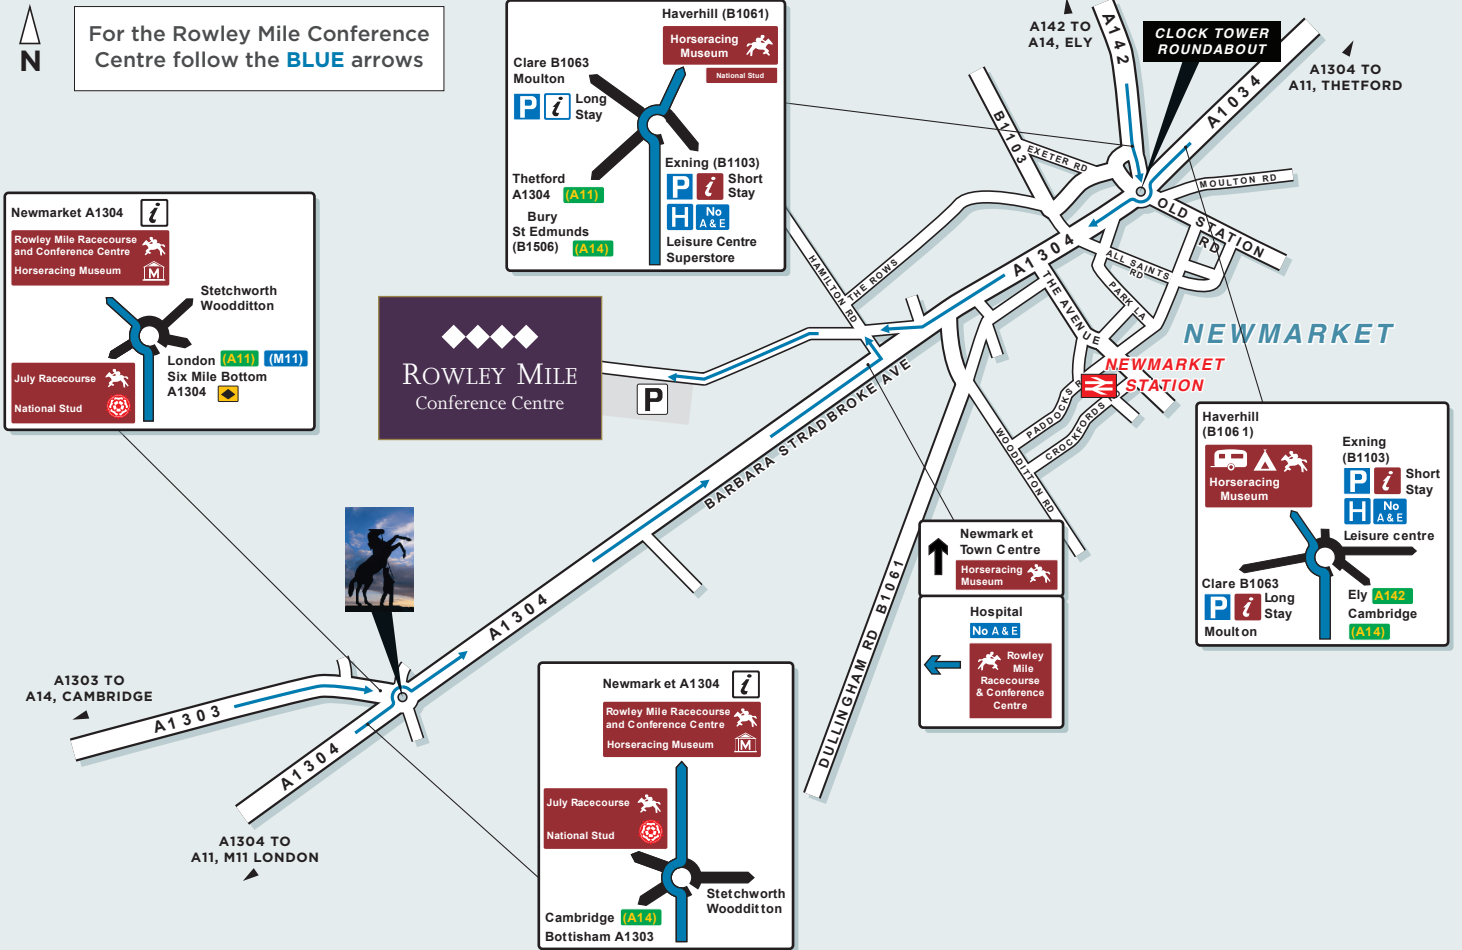 N
For the Rowley Mile Conference
Centre follow the BLUE arrows
Haverhill (B1061)
Horseracing
Museum
National Stud
Clare B1063
Moulton
P i Long
Stay
Exning (B1103)
P i Short
Stay
H No
A & E
Leisure Centre
Superstore
Thetford
A1304 (A11)
Bury
St Edmunds
(B1506) (A14)
A142 TO
A14, ELY
A142
CLOCK TOWER
ROUNDABOUT
A1304 TO
A11, THETFORD
A1034
B1103
EXETER RD
MOULTON RD
OLD STATION
RD
A1304
ALL SAINTS
RD
THE AVENUE
PARK LA
HAMILTON RD
THE ROWS
NEWMARKET
NEWMARKET
STATION
PADDOCKS
CROCKFORDS
WOODDITTON RD
BARBARA STRADBROKE AVE
DULLINGHAM RD B1061
Newmarket A1304 i
Rowley Mile Racecourse
and Conference Centre
Horseracing Museum M
Stetchworth
Woodditton
London (A11) (M11)
Six Mile Bottom
A1304
July Racecourse
National Stud
ROWLEY MILE
Conference Centre
P
Haverhill
(B106 1)
Horseracing
Museum
Exning
(B1103)
P i Short
Stay
H No
A & E
Leisure centre
Clare B1063
P i Long
Stay
Moulton
Ely A142
Cambridge
(A14)
Newmark et
Town Centre
Horseracing
Museum
Hospital
No A & E
Rowley
Mile
Racecourse
& Conference
Centre
A1304
A1303 TO
A14, CAMBRIDGE
A1303
A1304
A1304 TO
A11, M11 LONDON
Newmark et A1304 i
Rowley Mile Racecourse
and Conference Centre
Horseracing Museum M
July Racecourse
National Stud
Stetchworth
Woodditton
Cambridge (A14)
Bottisham A1303